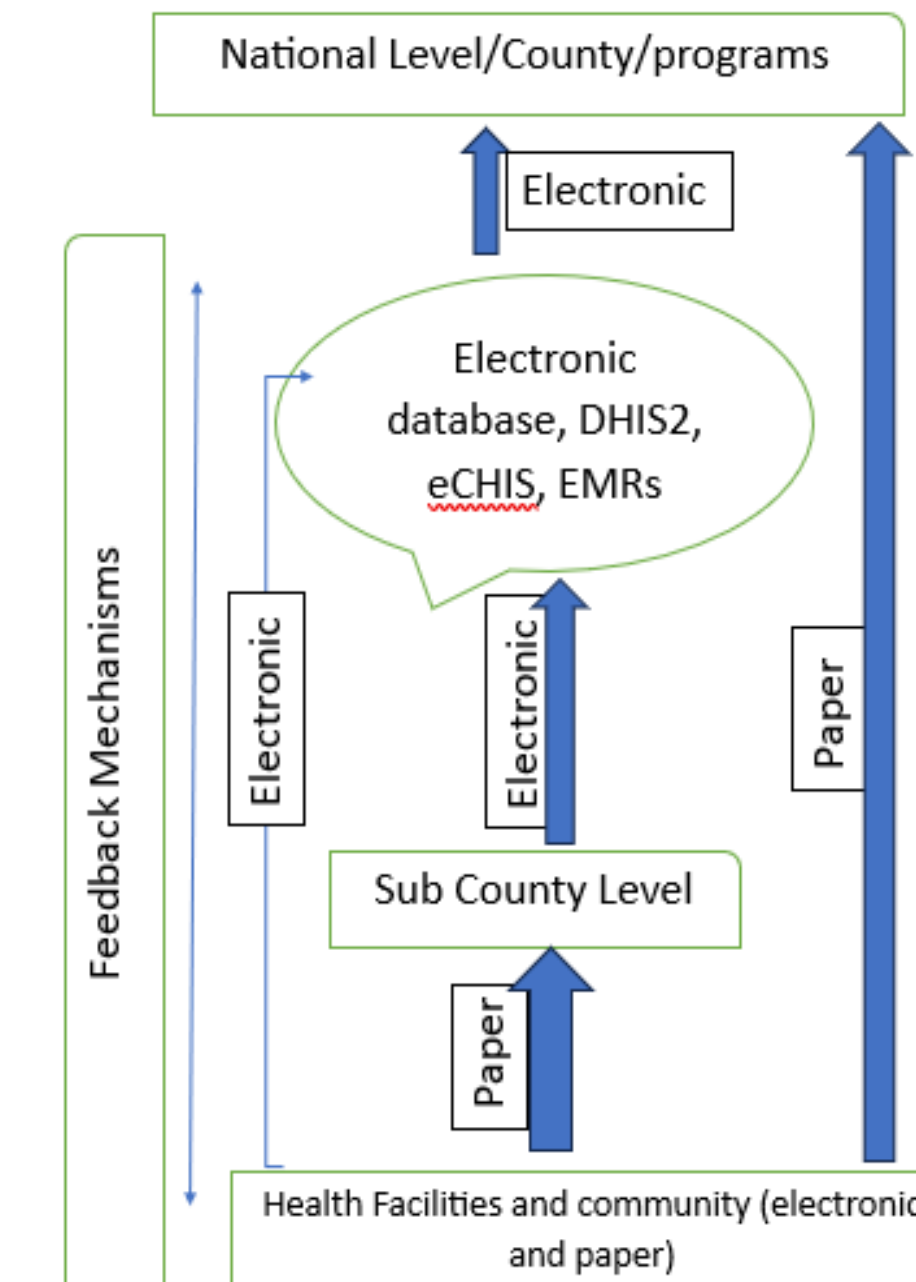 National Level/County/programs
Electronic
Electronic
database, DHIS2,
eCHIS, EMRs
Feedback Mechanisms
Electronic
Electronic
Paper
Sub County Level
Paper
Health Facilities and community (electronic
and paper)